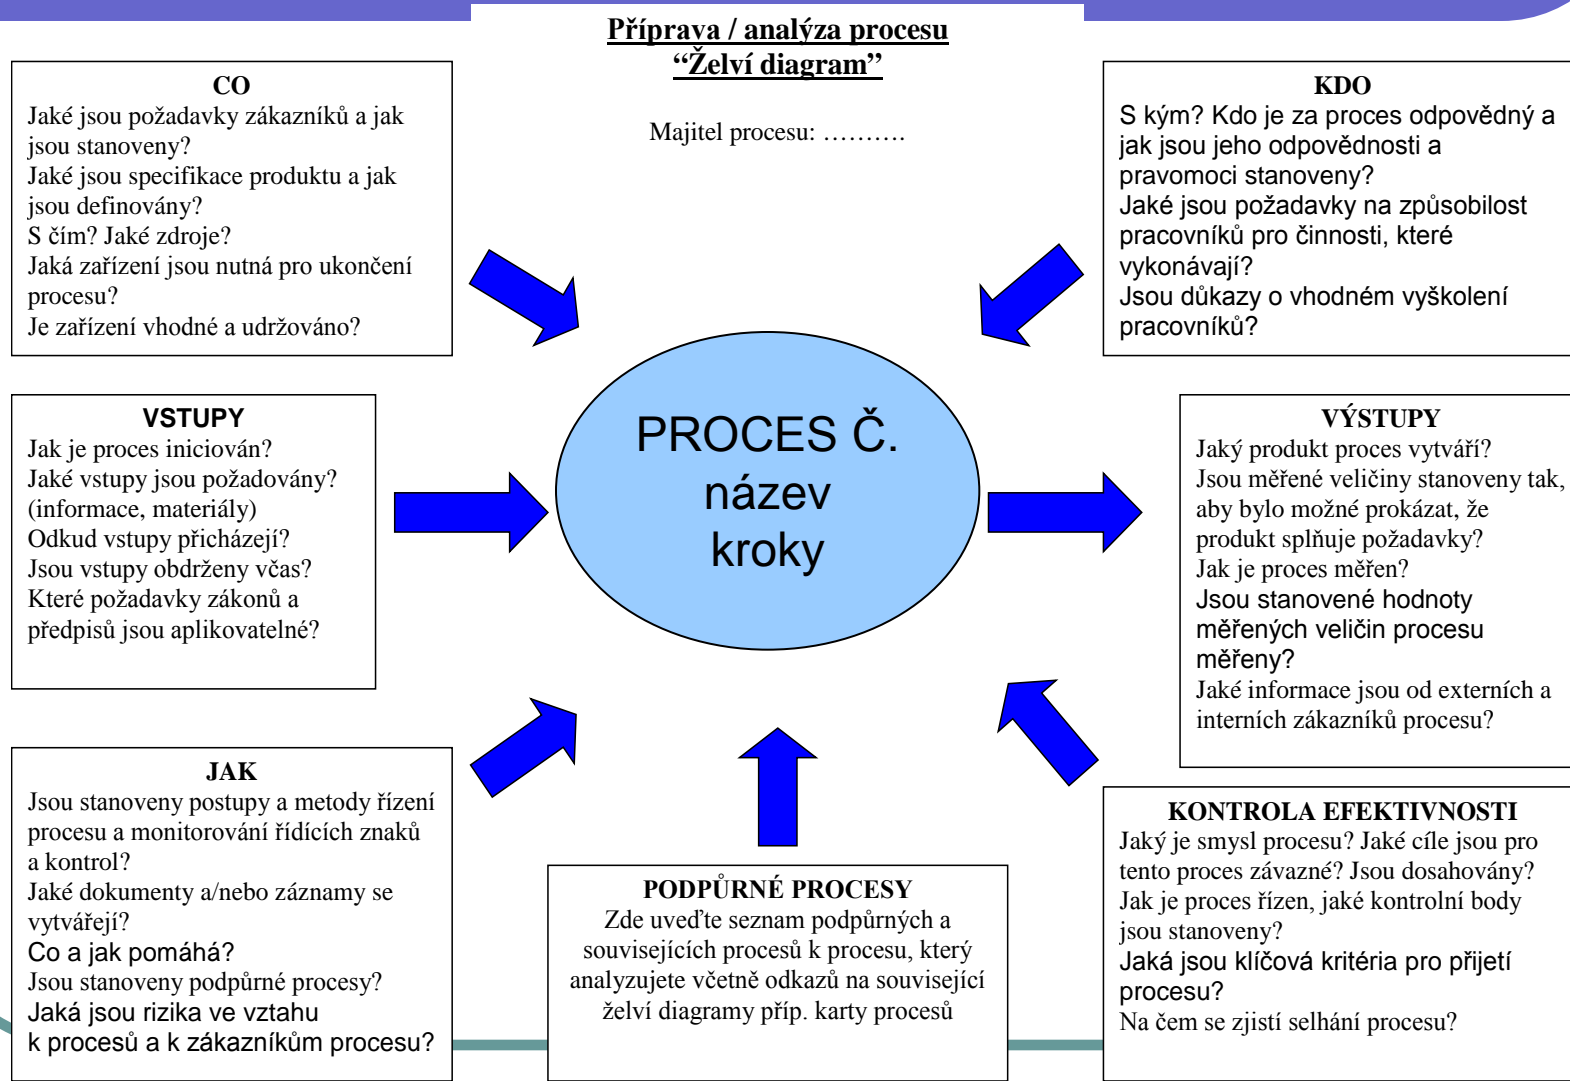 Příprava / analýza procesu
“Želví diagram”
Majitel procesu: ……….
CO
Jaké jsou požadavky zákazníků a jak
jsou stanoveny?
Jaké jsou specifikace produktu a jak
jsou definovány?
S čím? Jaké zdroje?
Jaká zařízení jsou nutná pro ukončení
procesu?
Je zařízení vhodné a udržováno?
KDO
S kým? Kdo je za proces odpovědný a
jak jsou jeho odpovědnosti a
pravomoci stanoveny?
Jaké jsou požadavky na způsobilost
pracovníků pro činnosti, které
vykonávají?
Jsou důkazy o vhodném vyškolení
pracovníků?
VSTUPY
Jak je proces iniciován?
Jaké vstupy jsou požadovány?
(informace, materiály)
Odkud vstupy přicházejí?
Jsou vstupy obdrženy včas?
Které požadavky zákonů a
předpisů jsou aplikovatelné?
PROCES Č.
název
kroky
VÝSTUPY
Jaký produkt proces vytváří?
Jsou měřené veličiny stanoveny tak,
aby bylo možné prokázat, že
produkt splňuje požadavky?
Jak je proces měřen?
Jsou stanovené hodnoty
měřených veličin procesu
měřeny?
Jaké informace jsou od externích a
interních zákazníků procesu?
JAK
Jsou stanoveny postupy a metody řízení
procesu a monitorování řídících znaků
a kontrol?
Jaké dokumenty a/nebo záznamy se
vytvářejí?
Co a jak pomáhá?
Jsou stanoveny podpůrné procesy?
Jaká jsou rizika ve vztahu
k procesů a k zákazníkům procesu?
PODPŮRNÉ PROCESY
Zde uveďte seznam podpůrných a
souvisejících procesů k procesu, který
analyzujete včetně odkazů na související
želví diagramy příp. karty procesů
KONTROLA EFEKTIVNOSTI
Jaký je smysl procesu? Jaké cíle jsou pro
tento proces závazné? Jsou dosahovány?
Jak je proces řízen, jaké kontrolní body
jsou stanoveny?
Jaká jsou klíčová kritéria pro přijetí
procesu?
Na čem se zjistí selhání procesu?